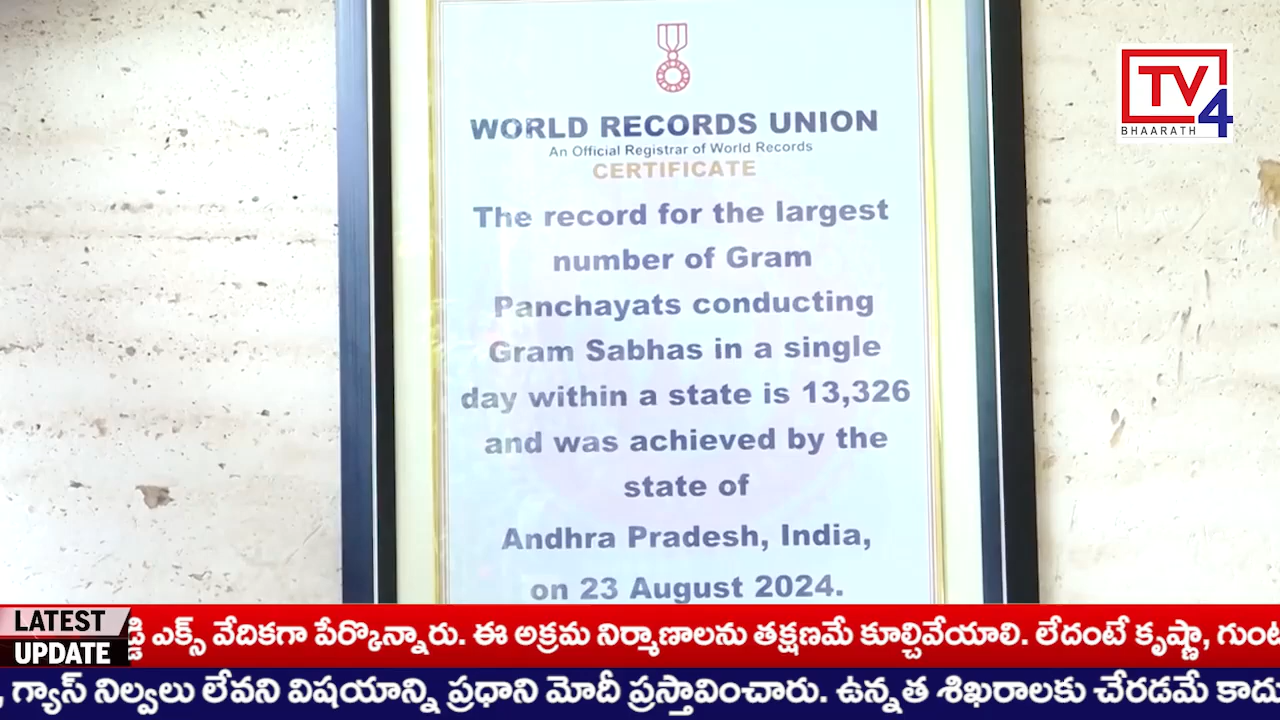 WORLD RECORDS UNION
An Official Registrar of World Records
CERTIFICATE
The record for the largest
number of Gram
Panchayats conducting
Gram Sabhas in a single
day within a state is 13,326
and was achieved by the
state of
Andhra Pradesh, India,
on 23 August 2024.
TV4
BHAARATH
LATEST
UPDATE
ఎక్స్ వేదికగా పేర్కొన్నారు. ఈ అక్రమ నిర్మాణాలను తక్షణమే కూల్చివేయాలి. లేదంటే కృష్ణా,
, గ్యాస్ నిల్వలు లేవని విషయాన్ని ప్రధాని మోదీ ప్రస్తావించారు. ఉన్నత శిఖరాలకు చేరడమే కాదు